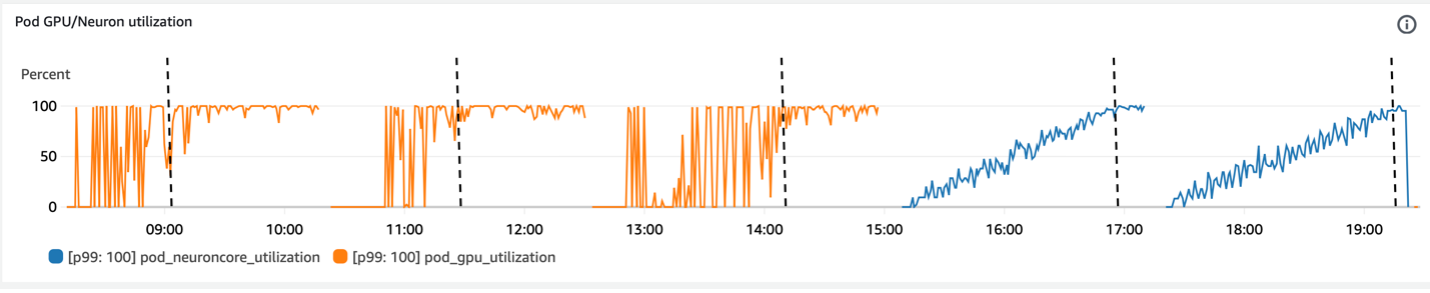 Pod GPU/Neuron utilization
Percent
100
50
0
09:00 10:00 11:00 12:00 13:00 14:00 15:00 16:00 17:00 18:00 19:00
[p99: 100] pod_neuroncore_utilization [p99: 100] pod_gpu_utilization